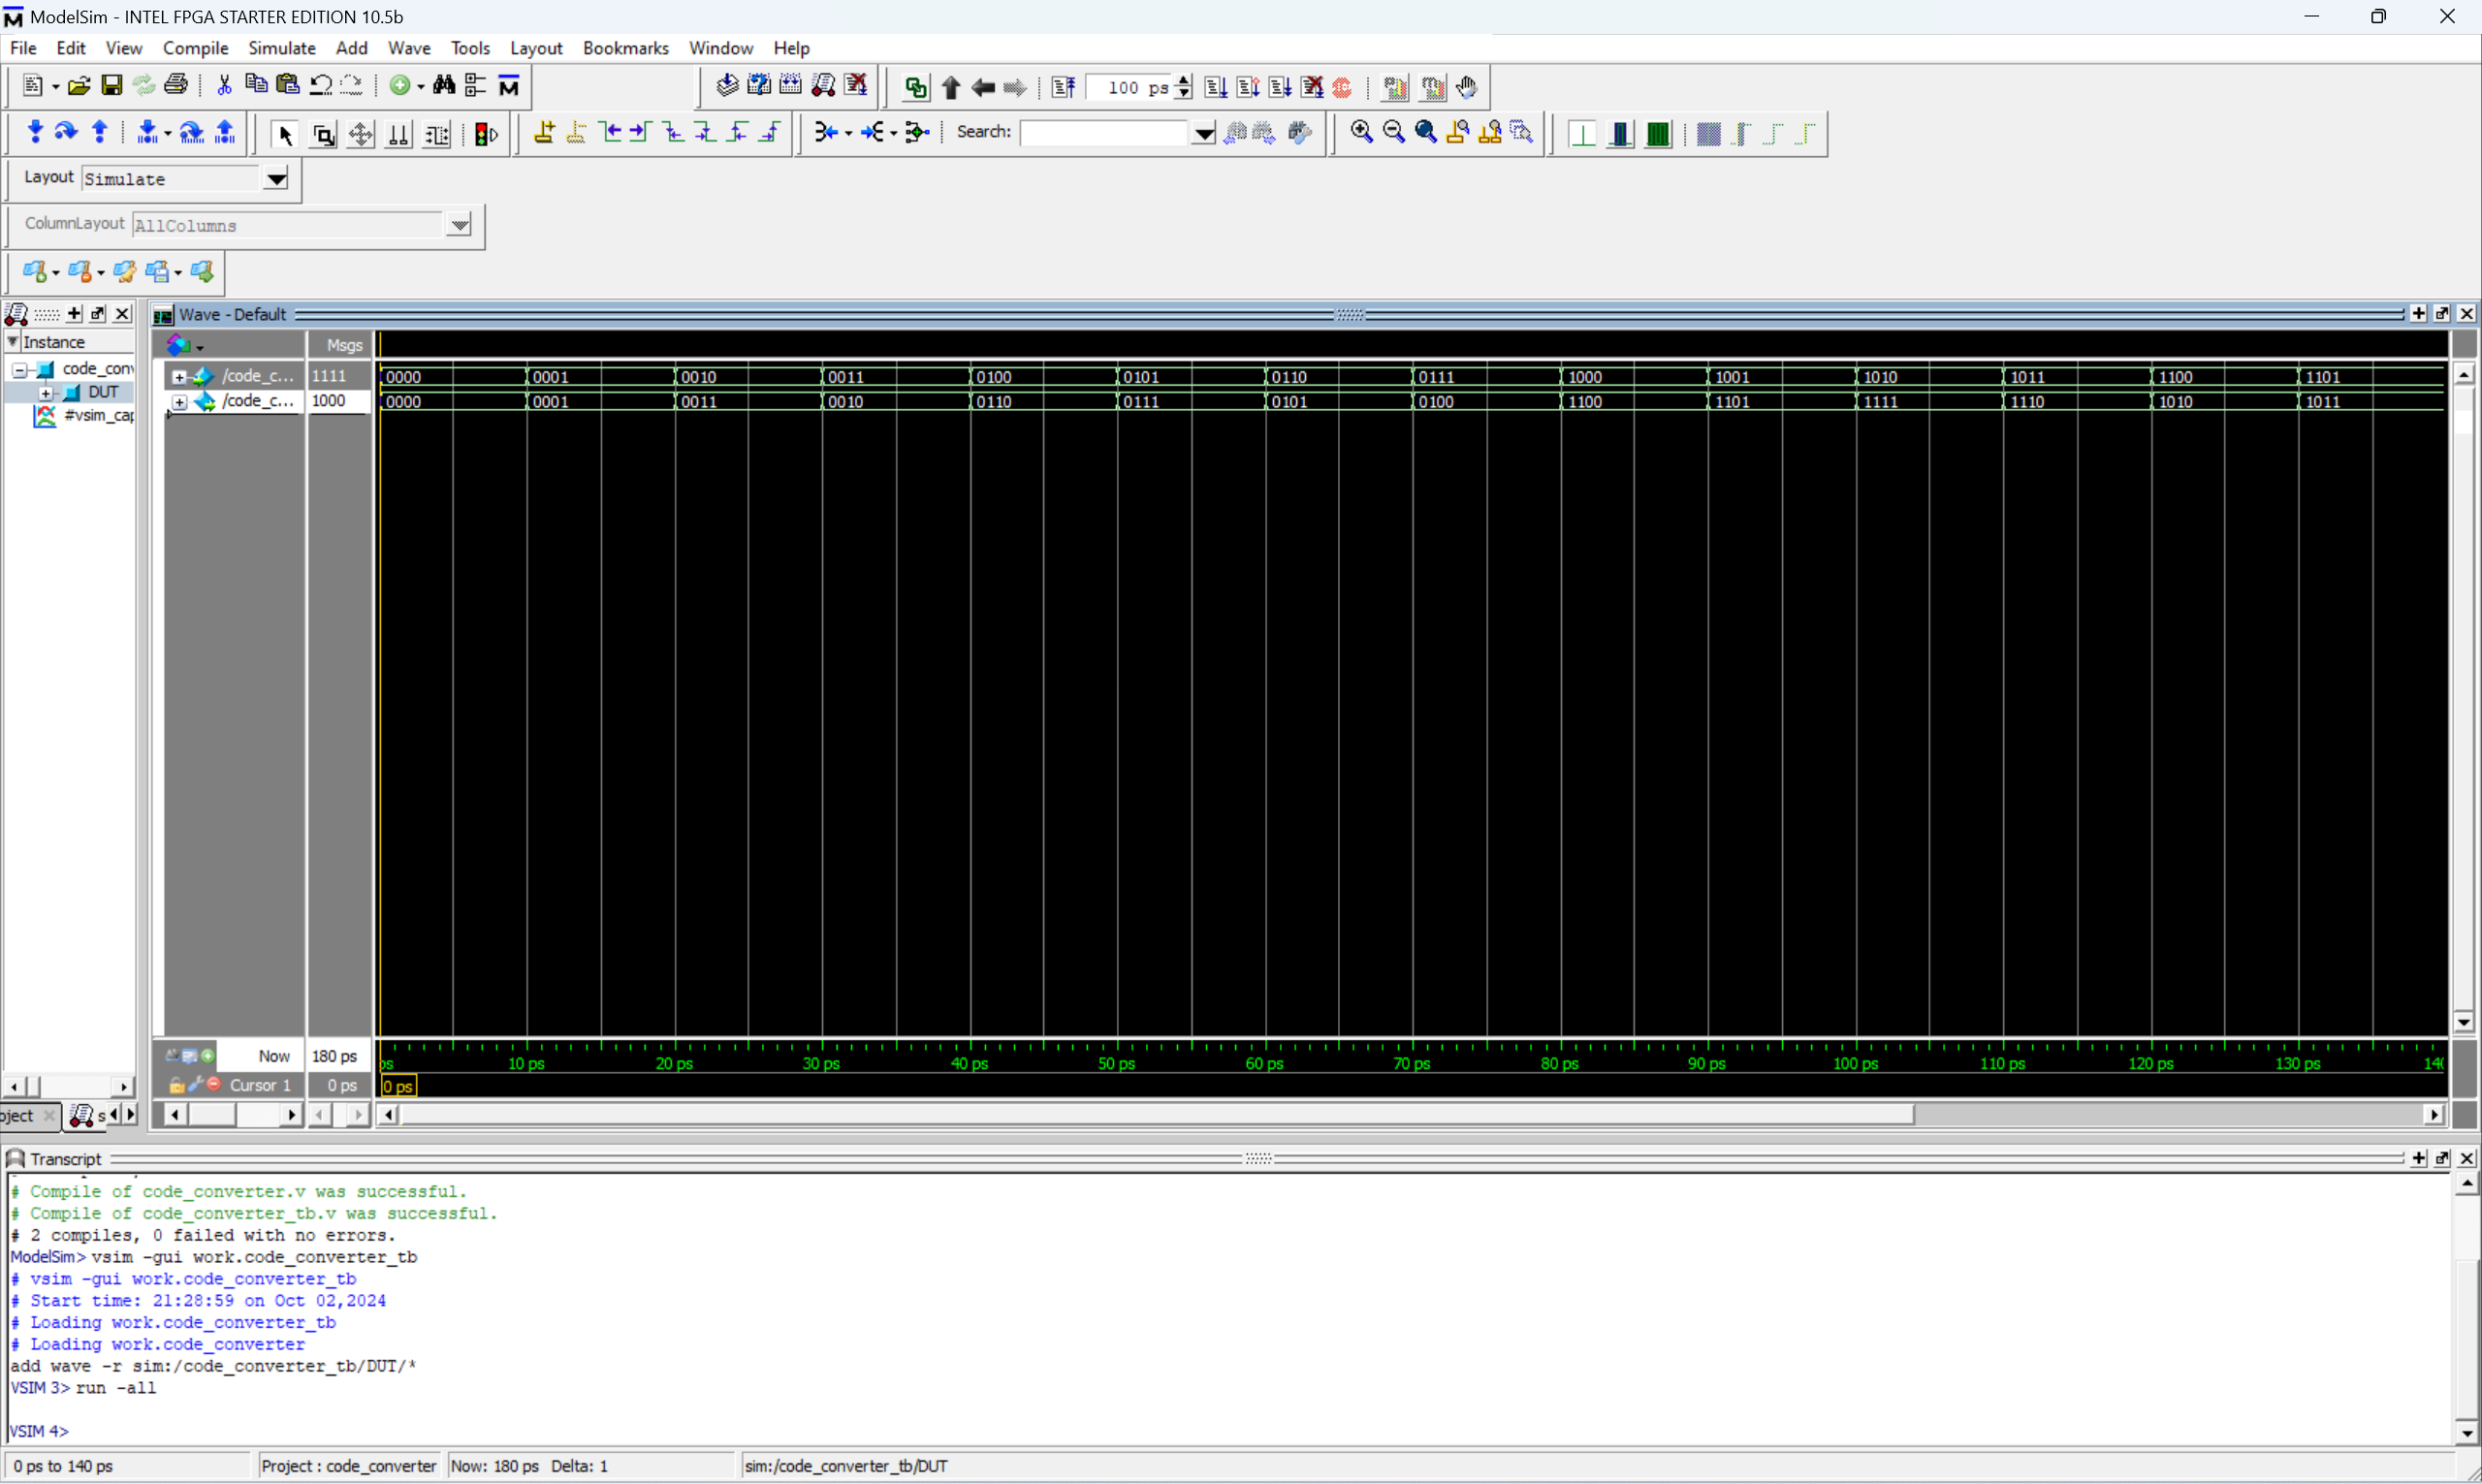 ModelSim - INTEL FPGA STARTER EDITION 10.5b
File Edit View Compile Simulate Add Wave Tools Layout Bookmarks Window Help
100 ps
Search:
Layout Simulate
ColumnLayout AllColumns
Wave - Default
Instance
Msgs
code_conv
DUT
#vsim_cap
/code_c... 1111 0000 0001 0010 0011 0100 0101 0110 0111 1000 1001 1010 1011 1100 1101
/code_c... 1000 0000 0001 0011 0010 0110 0111 0101 0100 1100 1101 1111 1110 1010 1011
Now 180 ps ps 10 ps 20 ps 30 ps 40 ps 50 ps 60 ps 70 ps 80 ps 90 ps 100 ps 110 ps 120 ps 130 ps 140
Cursor 1 0 ps 0 ps
oject s
Transcript
# Compile of code_converter.v was successful.
# Compile of code_converter_tb.v was successful.
# 2 compiles, 0 failed with no errors.
ModelSim> vsim -gui work.code_converter_tb
# vsim -gui work.code_converter_tb
# Start time: 21:28:59 on Oct 02,2024
# Loading work.code_converter_tb
# Loading work.code_converter
add wave -r sim:/code_converter_tb/DUT/*
VSIM 3> run -all
VSIM 4>
0 ps to 140 ps Project : code_converter Now: 180 ps Delta: 1 sim:/code_converter_tb/DUT